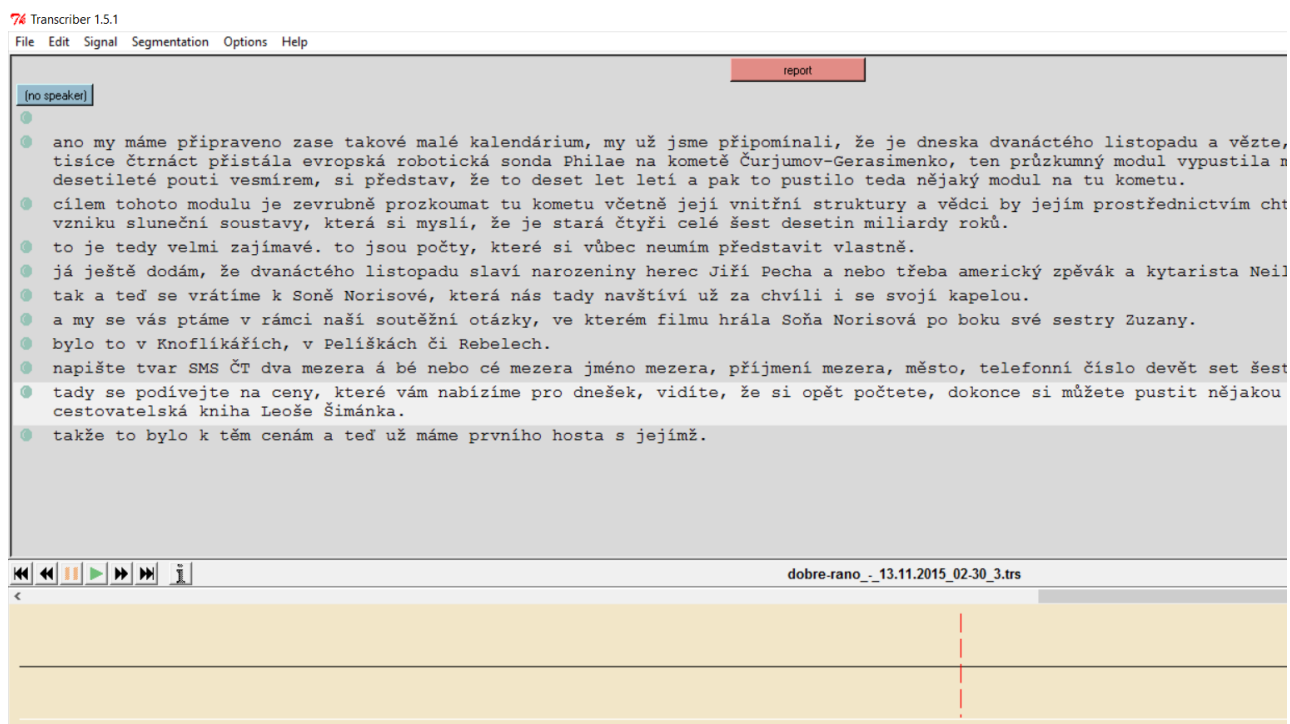 Transcriber 1.5.1
File Edit Signal Segmentation Options Help
report
(no speaker)
ano my máme připraveno zase takové malé kalendárium, my už jsme připomínali, že je dneska dvanáctého listopadu a vězte,
tisíce čtrnáct přistála evropská robotická sonda Philae na kometě Čurjumov-Gerasimenko, ten průzkumný modul vypustila
desetileté pouti vesmírem, si představ, že to deset let letí a pak to pustilo teda nějaký modul na tu kometu.
cílem tohoto modulu je zevrubně prozkoumat tu kometu včetně její vnitřní struktury a vědci by jejím prostřednictvím
vzniku sluneční soustavy, která si myslí, že je stará čtyři celé šest desetin miliardy roků.
to je tedy velmi zajímavé. to jsou počty, které si vůbec neumím představit vlastně.
já ještě dodám, že dvanáctého listopadu slaví narozeniny herec Jiří Pecha a nebo třeba americký zpěvák a kytarista Neil
tak a teď se vrátíme k Soně Norisové, která nás tady navštíví už za chvíli i se svojí kapelou.
a my se vás ptáme v rámci naší soutěžní otázky, ve kterém filmu hrála Soňa Norisová po boku své sestry Zuzany.
bylo to v Knoflíkářích, v Pelíškách či Rebelech.
napište tvar SMS ČT dva mezera á bé nebo cé mezera jméno mezera, příjmení mezera, město, telefonní číslo devět set šest
tady se podívejte na ceny, které vám nabízíme pro dnešek, vidíte, že si opět počtete, dokonce si můžete pustit nějakou
cestovatelská kniha Leoše Šimánka.
takže to bylo k těm cenám a teď už máme prvního hosta s jejímž.
dobre-rano_-_13.11.2015_02-30_3.trs